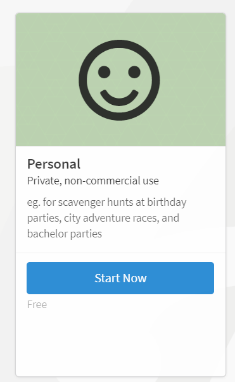 Personal
Private, non-commercial use
eg. for scavenger hunts at birthday
parties, city adventure races, and
bachelor parties
Start Now
Free